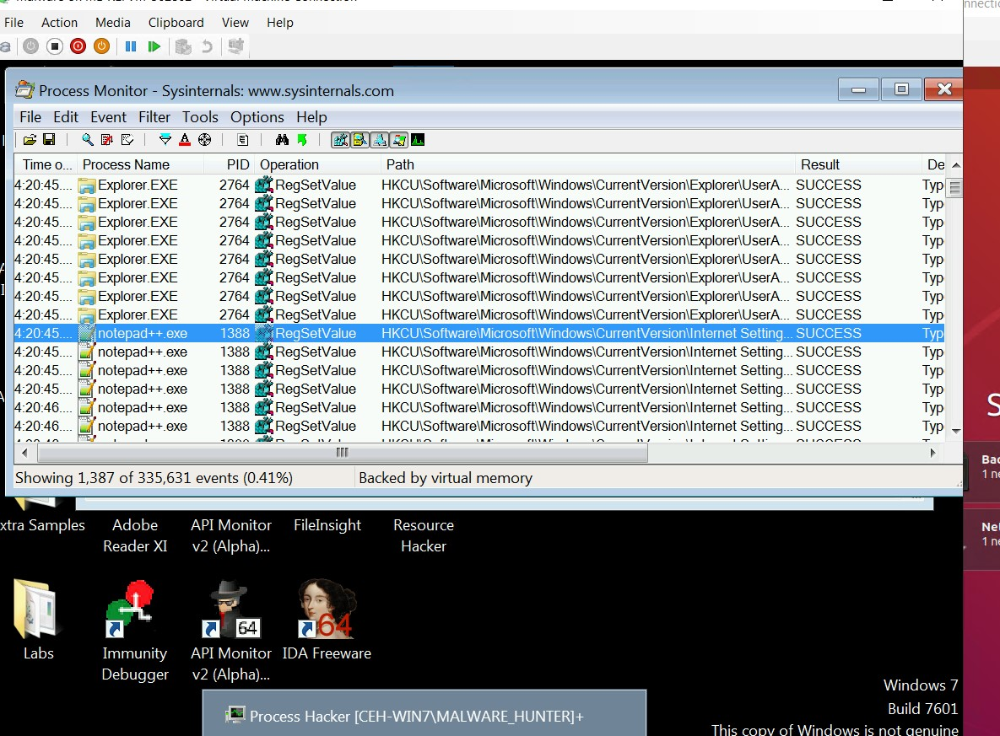 File Action Media Clipboard View Help
Process Monitor - Sysinternals: www.sysinternals.com
File Edit Event Filter Tools Options Help
Time o... Process Name PID Operation Path Result De
4:20:45.... Explorer.EXE 2764 RegSetValue HKCU\Software\Microsoft\Windows\CurrentVersion\Explorer\UserA... SUCCESS Typ
4:20:45.... Explorer.EXE 2764 RegSetValue HKCU\Software\Microsoft\Windows\CurrentVersion\Explorer\UserA... SUCCESS Typ
4:20:45.... Explorer.EXE 2764 RegSetValue HKCU\Software\Microsoft\Windows\CurrentVersion\Explorer\UserA... SUCCESS Typ
4:20:45.... Explorer.EXE 2764 RegSetValue HKCU\Software\Microsoft\Windows\CurrentVersion\Explorer\UserA... SUCCESS Typ
4:20:45.... Explorer.EXE 2764 RegSetValue HKCU\Software\Microsoft\Windows\CurrentVersion\Explorer\UserA... SUCCESS Typ
4:20:45.... Explorer.EXE 2764 RegSetValue HKCU\Software\Microsoft\Windows\CurrentVersion\Explorer\UserA... SUCCESS Typ
4:20:45.... Explorer.EXE 2764 RegSetValue HKCU\Software\Microsoft\Windows\CurrentVersion\Explorer\UserA... SUCCESS Typ
4:20:45.... Explorer.EXE 2764 RegSetValue HKCU\Software\Microsoft\Windows\CurrentVersion\Explorer\UserA... SUCCESS Typ
4:20:45.... notepad++.exe 1388 RegSetValue HKCU\Software\Microsoft\Windows\CurrentVersion\Internet Setting... SUCCESS Typ
4:20:45.... notepad++.exe 1388 RegSetValue HKCU\Software\Microsoft\Windows\CurrentVersion\Internet Setting... SUCCESS Typ
4:20:45.... notepad++.exe 1388 RegSetValue HKCU\Software\Microsoft\Windows\CurrentVersion\Internet Setting... SUCCESS Typ
4:20:45.... notepad++.exe 1388 RegSetValue HKCU\Software\Microsoft\Windows\CurrentVersion\Internet Setting... SUCCESS Typ
4:20:46.... notepad++.exe 1388 RegSetValue HKCU\Software\Microsoft\Windows\CurrentVersion\Internet Setting... SUCCESS Typ
4:20:46.... notepad++.exe 1388 RegSetValue HKCU\Software\Microsoft\Windows\CurrentVersion\Internet Setting... SUCCESS Typ
Showing 1,387 of 335,631 events (0.41%) Backed by virtual memory
S
Bac
1 ne
Net
1 ne
xtra Samples
Adobe
Reader XI
API Monitor
v2 (Alpha)...
FileInsight
Resource
Hacker
64
64
Labs
Immunity
Debugger
API Monitor
v2 (Alpha)...
IDA Freeware
Process Hacker [CEH-WIN7\MALWARE_HUNTER]+
Windows 7
Build 7601
This copy of Windows is not genuine